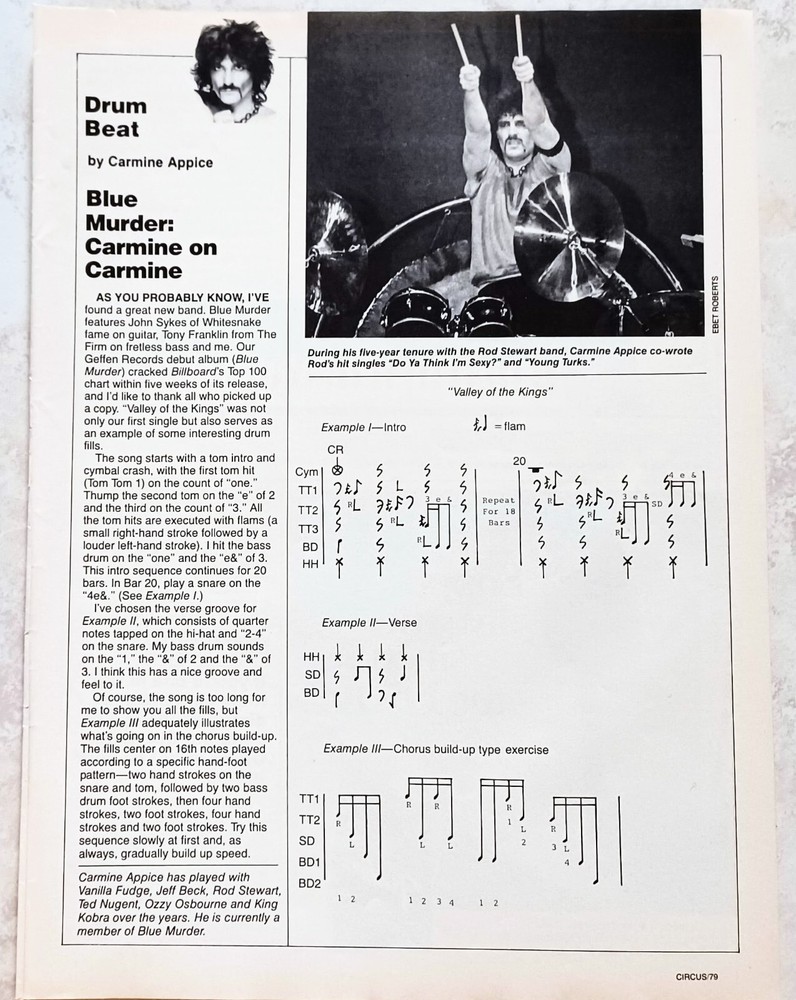 Drum
Beat
by Carmine Appice
Blue
Murder:
Carmine on
Carmine
AS YOU PROBABLY KNOW, I'VE
found a great new band. Blue Murder
features John Sykes of Whitesnake
fame on guitar, Tony Franklin from The
Firm on fretless bass and me. Our
Geffen Records debut album (Blue
Murder) cracked Billboard's Top 100
chart within five weeks of its release,
and I'd like to thank all who picked up
a copy. "Valley of the Kings" was not
only our first single but also serves as
an example of some interesting drum
fills.
The song starts with a tom intro and
cymbal crash, with the first tom hit
(Tom Tom 1) on the count of "one."
Thump the second tom on the "e" of 2
and the third on the count of "3." All
the tom hits are executed with flams (a
small right-hand stroke followed by a
louder left-hand stroke). I hit the bass
drum on the "one" and the "e&" of 3.
This intro sequence continues for 20
bars. In Bar 20, play a snare on the
"4e&." (See Example I.)
I've chosen the verse groove for
Example II, which consists of quarter
notes tapped on the hi-hat and "2-4"
on the snare. My bass drum sounds
on the "1," the "&" of 2 and the "&" of
3. I think this has a nice groove and
feel to it.
Of course, the song is too long for
me to show you all the fills, but
Example III adequately illustrates
what's going on in the chorus build-up.
The fills center on 16th notes played
according to a specific hand-foot
pattern—two hand strokes on the
snare and tom, followed by two bass
drum foot strokes, then four hand
strokes, two foot strokes, four hand
strokes and two foot strokes. Try this
sequence slowly at first and, as
always, gradually build up speed.
Carmine Appice has played with
Vanilla Fudge, Jeff Beck, Rod Stewart,
Ted Nugent, Ozzy Osbourne and King
Kobra over the years. He is currently a
member of Blue Murder.
EBET ROBERTS
During his five-year tenure with the Rod Stewart band, Carmine Appice co-wrote
Rod's hit singles "Do Ya Think I'm Sexy?" and "Young Turks."
"Valley of the Kings"
Example I—Intro
= flam
CR
20
Cym
4 e &
TT1
L
3 e &
Repeat
L
3 e &
SD
TT2
R L
For 18
R L
TT3
R L
Bars
R L
BD
R L
R L
HH
Example II—Verse
HH
SD
BD
Example III—Chorus build-up type exercise
TT1
R R R
TT2
R 1 L R
SD
L L L 2 3 L
BD1
4
BD2
1 2 1 2 3 4 1 2
CIRCUS/79